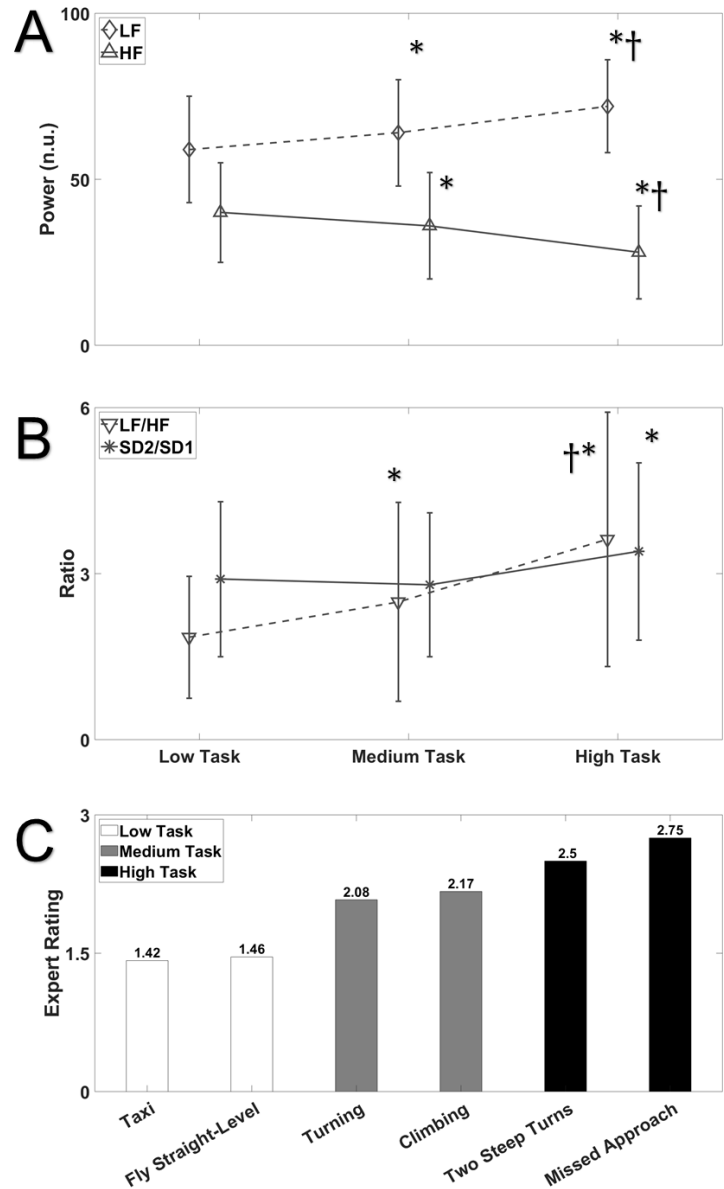 A
100
LF
HF
*
*†
Power (n.u.)
50
*
*†
0
B
6
LF/HF
SD2/SD1
*
†*
*
Ratio
3
0
Low Task
Medium Task
High Task
C
3
Low Task
Medium Task
High Task
Expert Rating
1.5
0
1.42
1.46
2.08
2.17
2.5
2.75
Taxi
Fly Straight-Level
Turning
Climbing
Two Steep Turns
Missed Approach